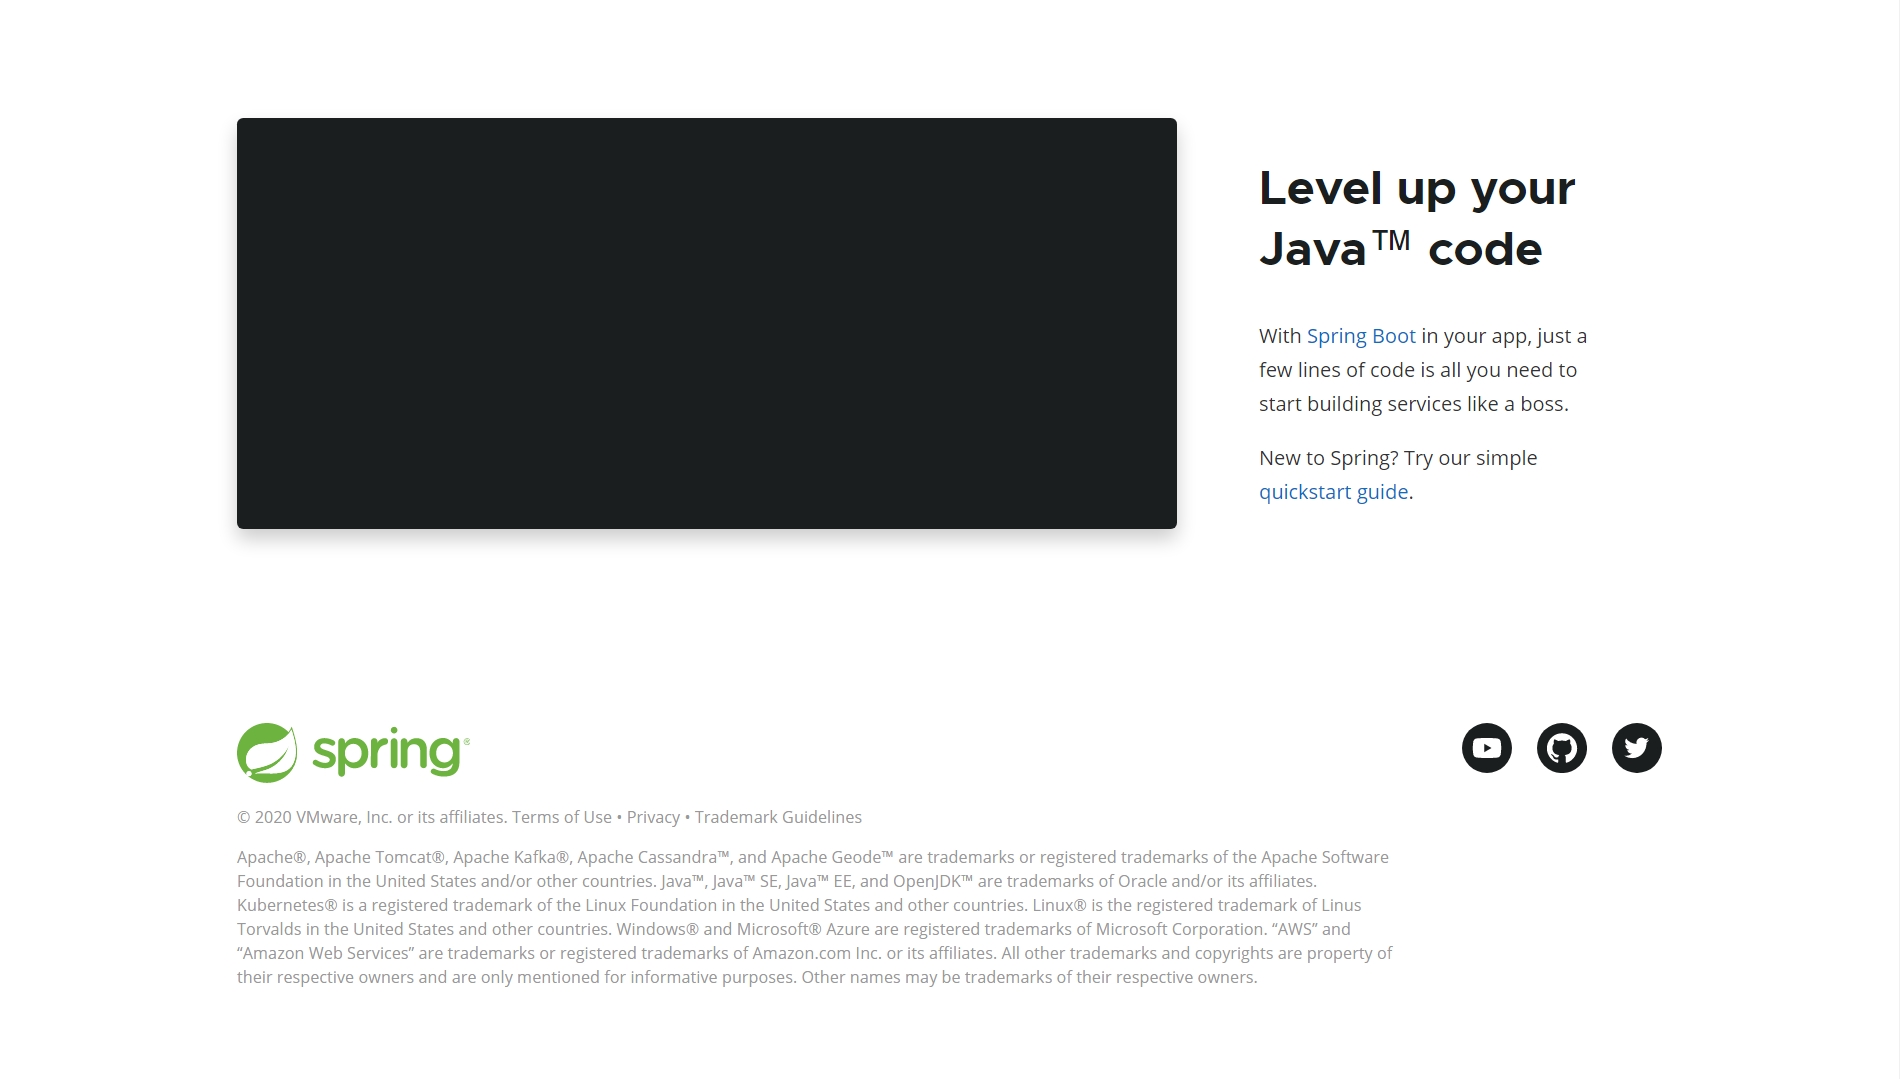 Level up your
Java™ code
With Spring Boot in your app, just a
few lines of code is all you need to
start building services like a boss.
New to Spring? Try our simple
quickstart guide.
spring®
© 2020 VMware, Inc. or its affiliates. Terms of Use • Privacy • Trademark Guidelines
Apache®, Apache Tomcat®, Apache Kafka®, Apache Cassandra™, and Apache Geode™ are trademarks or registered trademarks of the Apache Software
Foundation in the United States and/or other countries. Java™, Java™ SE, Java™ EE, and OpenJDK™ are trademarks of Oracle and/or its affiliates.
Kubernetes® is a registered trademark of the Linux Foundation in the United States and other countries. Linux® is the registered trademark of Linus
Torvalds in the United States and other countries. Windows® and Microsoft® Azure are registered trademarks of Microsoft Corporation. “AWS” and
“Amazon Web Services” are trademarks or registered trademarks of Amazon.com Inc. or its affiliates. All other trademarks and copyrights are property of
their respective owners and are only mentioned for informative purposes. Other names may be trademarks of their respective owners.